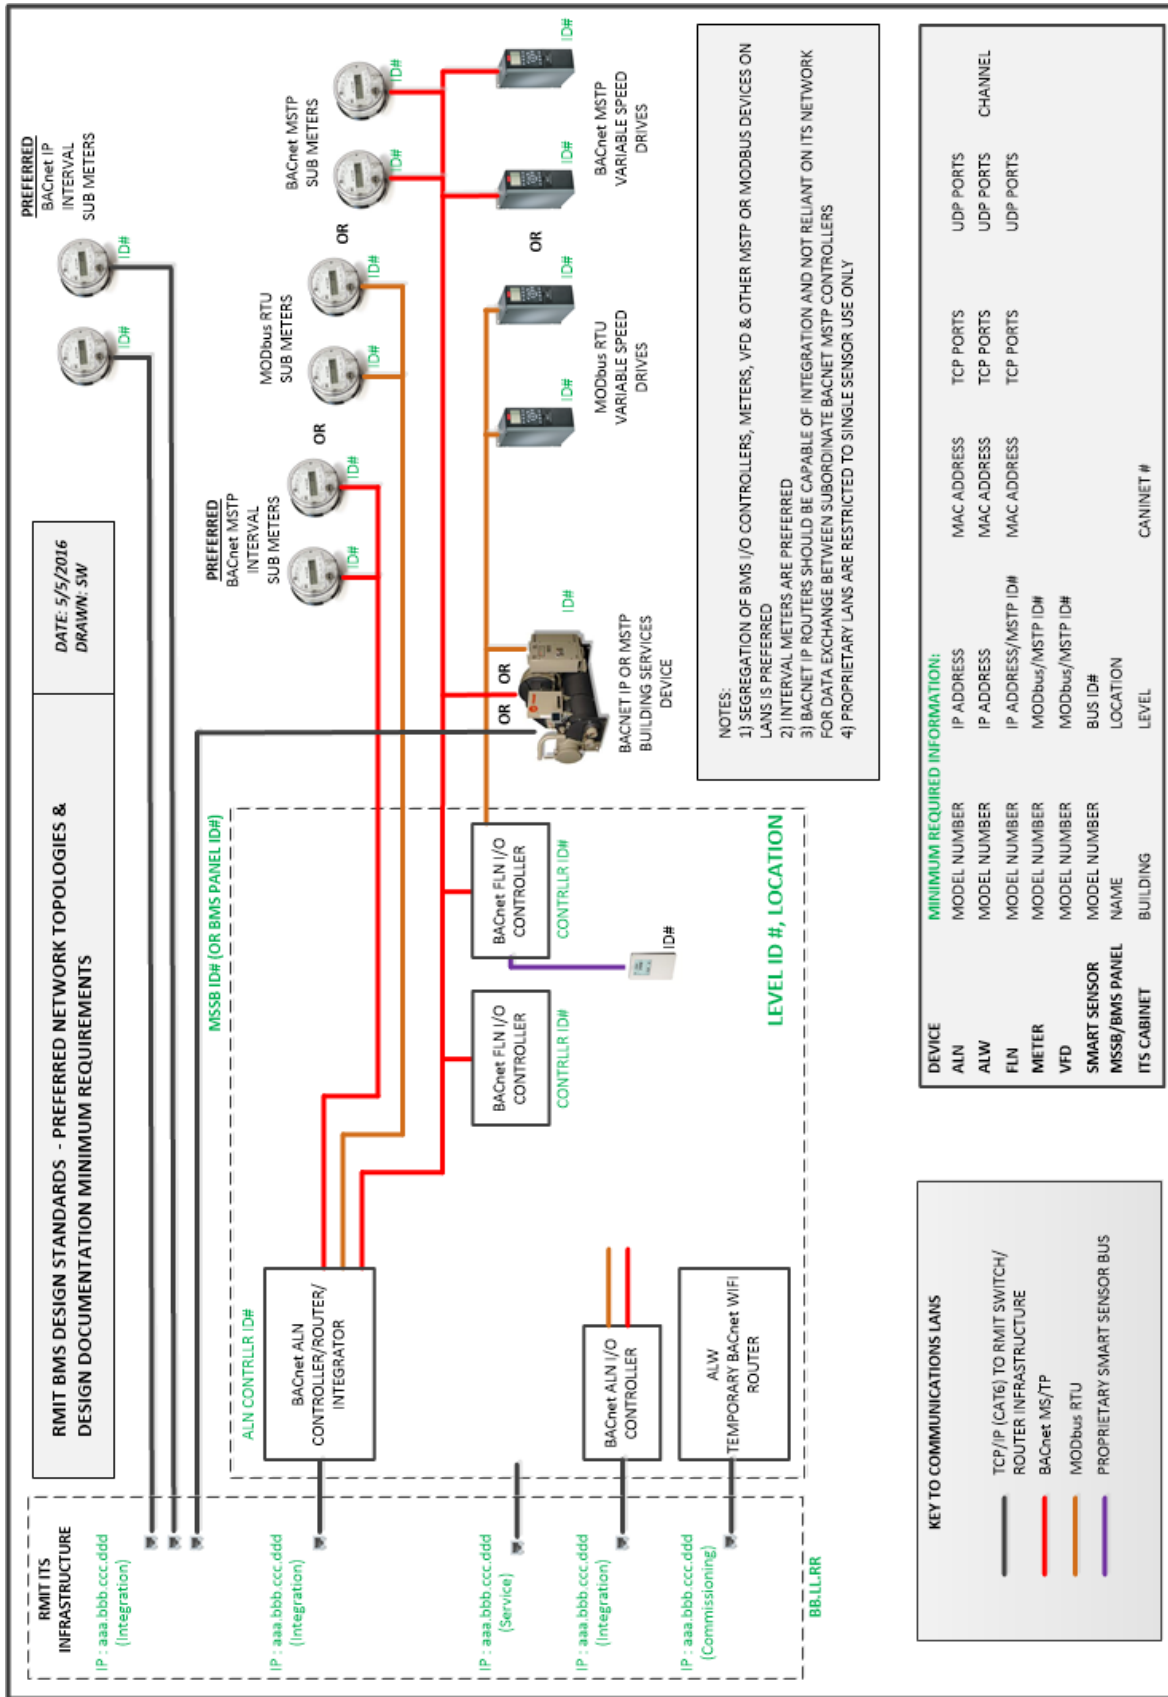 RMIT BMS DESIGN STANDARDS - PREFERRED NETWORK TOPOLOGIES &
DESIGN DOCUMENTATION MINIMUM REQUIREMENTS
DATE: 5/5/2016
DRAWN: SW
RMIT ITS
INFRASTRUCTURE
IP : aaa.bbb.ccc.ddd
(Integration)
IP : aaa.bbb.ccc.ddd
(Integration)
IP : aaa.bbb.ccc.ddd
(Service)
IP : aaa.bbb.ccc.ddd
(Integration)
IP : aaa.bbb.ccc.ddd
(Commissioning)
BB.LL.RR
MSSB ID# (OR BMS PANEL ID#)
ALN CONTRLLR ID#
BACnet ALN
CONTROLLER/ROUTER/
INTEGRATOR
BACnet ALN I/O
CONTROLLER
ALW
TEMPORARY BACnet WIFI
ROUTER
BACnet FLN I/O
CONTROLLER
CONTRLLR ID#
BACnet FLN I/O
CONTROLLER
CONTRLLR ID#
ID#
LEVEL ID #, LOCATION
PREFERRED
BACnet IP
INTERVAL
SUB METERS
ID#
ID#
PREFERRED
BACnet MSTP
INTERVAL
SUB METERS
ID#
ID#
OR
MODbus RTU
SUB METERS
ID#
ID#
OR
BACnet MSTP
SUB METERS
ID#
ID#
OR
OR
ID#
BACNET IP OR MSTP
BUILDING SERVICES
DEVICE
ID#
ID#
MODbus RTU
VARIABLE SPEED
DRIVES
OR
ID#
ID#
BACnet MSTP
VARIABLE SPEED
DRIVES
NOTES:
1) SEGREGATION OF BMS I/O CONTROLLERS, METERS, VFD & OTHER MSTP OR MODBUS DEVICES ON
LANS IS PREFERRED
2) INTERVAL METERS ARE PREFERRED
3) BACNET IP ROUTERS SHOULD BE CAPABLE OF INTEGRATION AND NOT RELIANT ON ITS NETWORK
FOR DATA EXCHANGE BETWEEN SUBORDINATE BACNET MSTP CONTROLLERS
4) PROPRIETARY LANS ARE RESTRICTED TO SINGLE SENSOR USE ONLY
KEY TO COMMUNICATIONS LANS
TCP/IP (CAT6) TO RMIT SWITCH/
ROUTER INFRASTRUCTURE
BACnet MS/TP
MODbus RTU
PROPRIETARY SMART SENSOR BUS
DEVICE MINIMUM REQUIRED INFORMATION:
ALN MODEL NUMBER IP ADDRESS MAC ADDRESS TCP PORTS UDP PORTS
ALW MODEL NUMBER IP ADDRESS MAC ADDRESS TCP PORTS UDP PORTS CHANNEL
FLN MODEL NUMBER IP ADDRESS/MSTP ID# MAC ADDRESS TCP PORTS UDP PORTS
METER MODEL NUMBER MODbus/MSTP ID#
VFD MODEL NUMBER MODbus/MSTP ID#
SMART SENSOR MODEL NUMBER BUS ID#
MSSB/BMS PANEL NAME LOCATION
ITS CABINET BUILDING LEVEL CANINET #